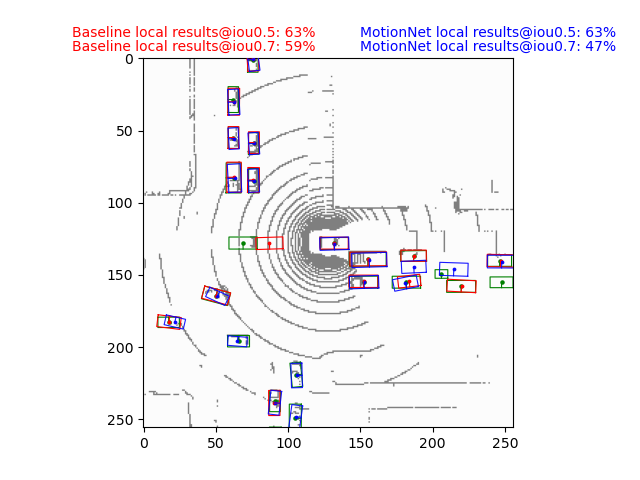 Baseline local results@iou0.5: 63%
Baseline local results@iou0.7: 59%
MotionNet local results@iou0.5: 63%
MotionNet local results@iou0.7: 47%
0
50
100
150
200
250
0 50 100 150 200 250